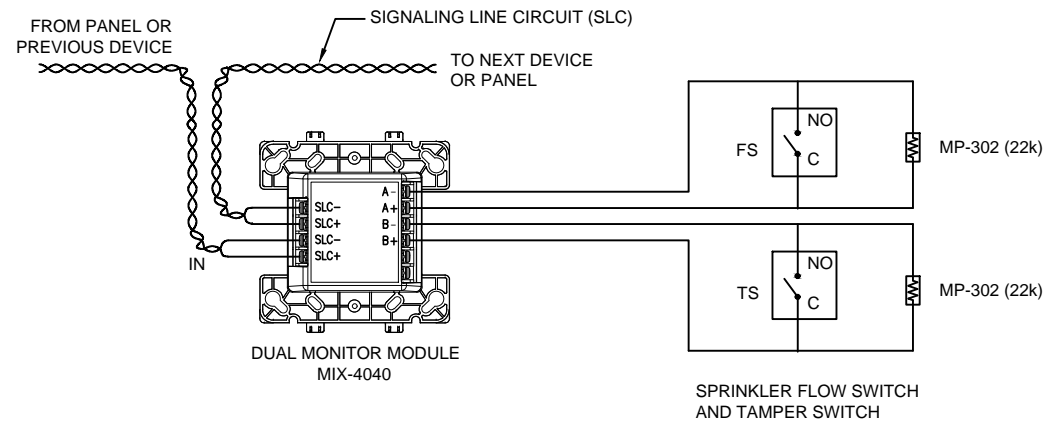 SIGNALING LINE CIRCUIT (SLC)
FROM PANEL OR
PREVIOUS DEVICE
TO NEXT DEVICE
OR PANEL
NO
FS
C
MP-302 (22k)
A-
SLC-
A+
SLC+
B-
SLC-
B+
SLC+
IN
NO
TS
C
MP-302 (22k)
DUAL MONITOR MODULE
MIX-4040
SPRINKLER FLOW SWITCH
AND TAMPER SWITCH